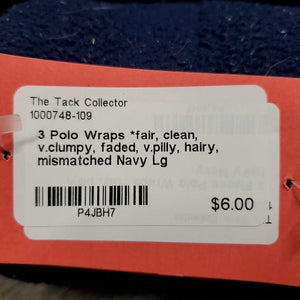 The Tack Collector
1000748-109
3 Polo Wraps *fair, clean,
v.clumpy, faded, v.pilly, hairy,
mismatched Navy Lg
P4JBH7
$6.00